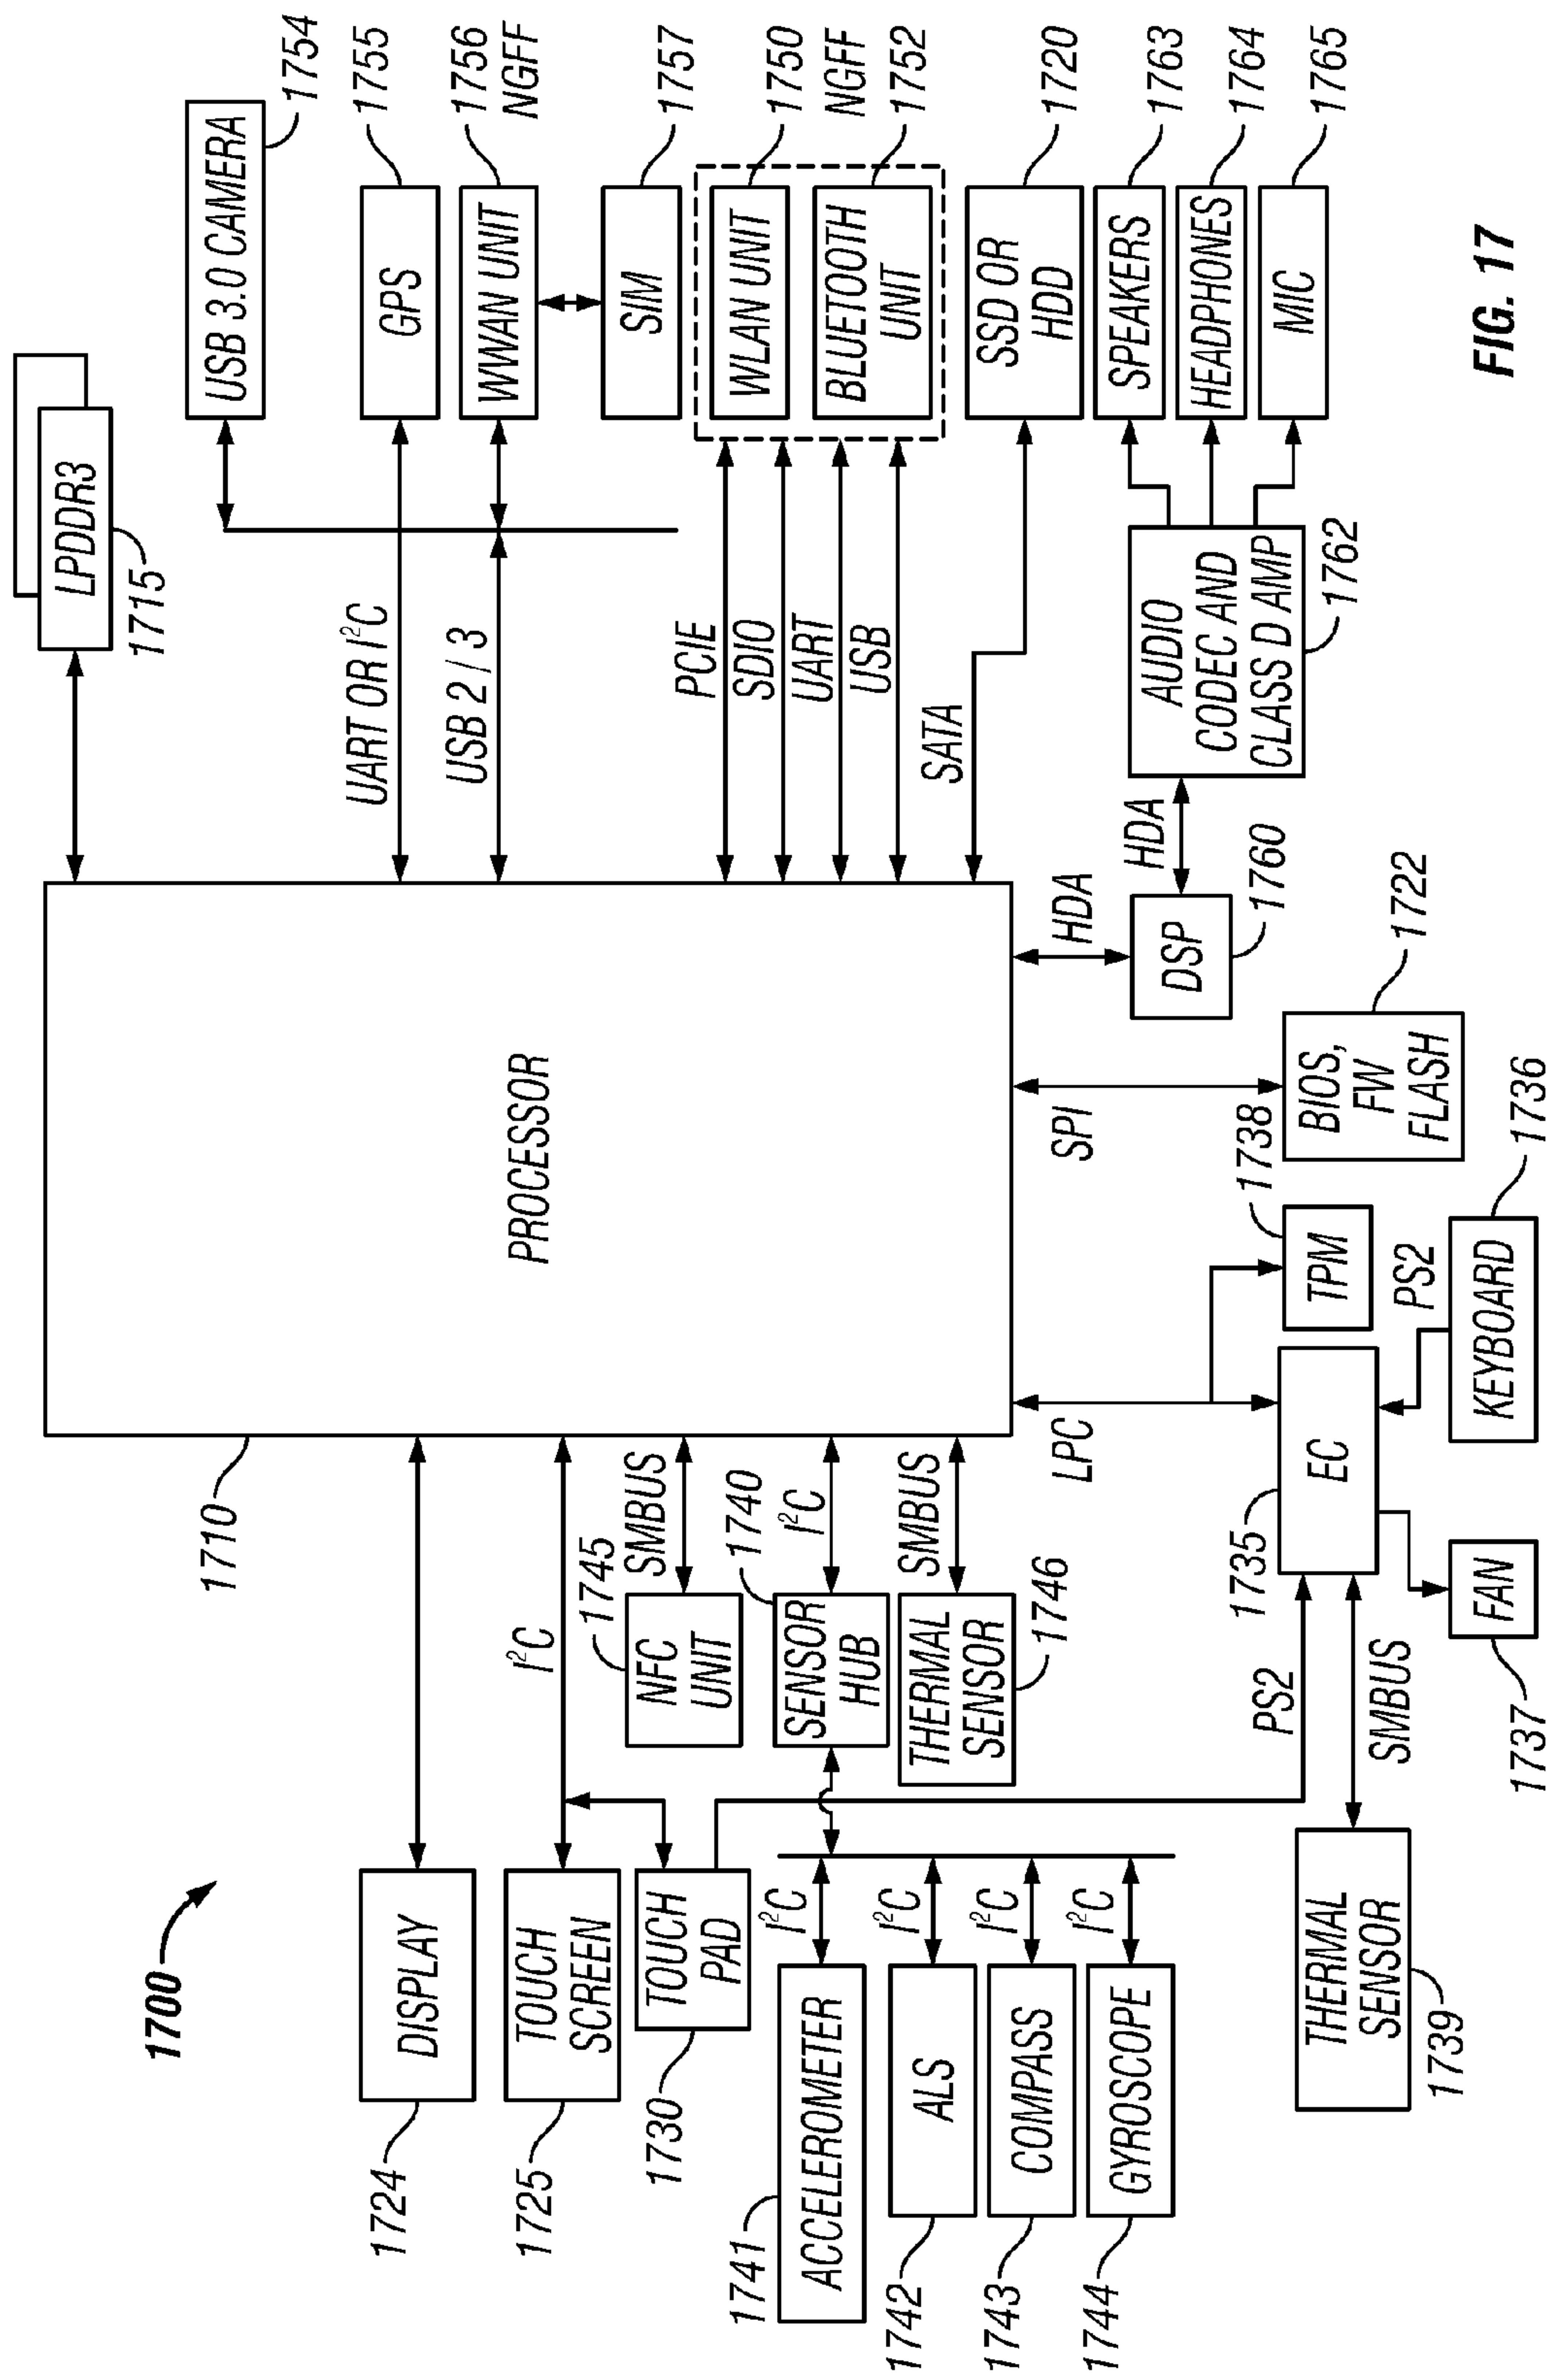 1700
LPDDR3
1715
1710
PROCESSOR
USB 3.0 CAMERA
1754
DISPLAY
1724
UART OR I²C
GPS
1755
I²C
TOUCH
SCREEN
1725
USB 2 / 3
WWAN UNIT
1756
NGFF
SIM
1757
TOUCH
PAD
1730
SMBUS
1745
NFC
UNIT
PCIE
SDIO
UART
USB
WLAN UNIT
1750
NGFF
BLUETOOTH
UNIT
1752
1740
I²C
SENSOR
HUB
SATA
SSD OR
HDD
1720
SMBUS
THERMAL
SENSOR
1746
I²C
ACCELEROMETER
1741
I²C
ALS
1742
I²C
COMPASS
1743
I²C
GYROSCOPE
1744
LPC
SPI
HDA
DSP
1760
HDA
AUDIO
CODEC AND
CLASS D AMP
1762
SPEAKERS
1763
HEADPHONES
1764
MIC
1765
PS2
1735
EC
TPM
1738
BIOS,
FW
FLASH
1722
THERMAL
SENSOR
1739
SMBUS
FAN
1737
PS2
KEYBOARD
1736
FIG. 17